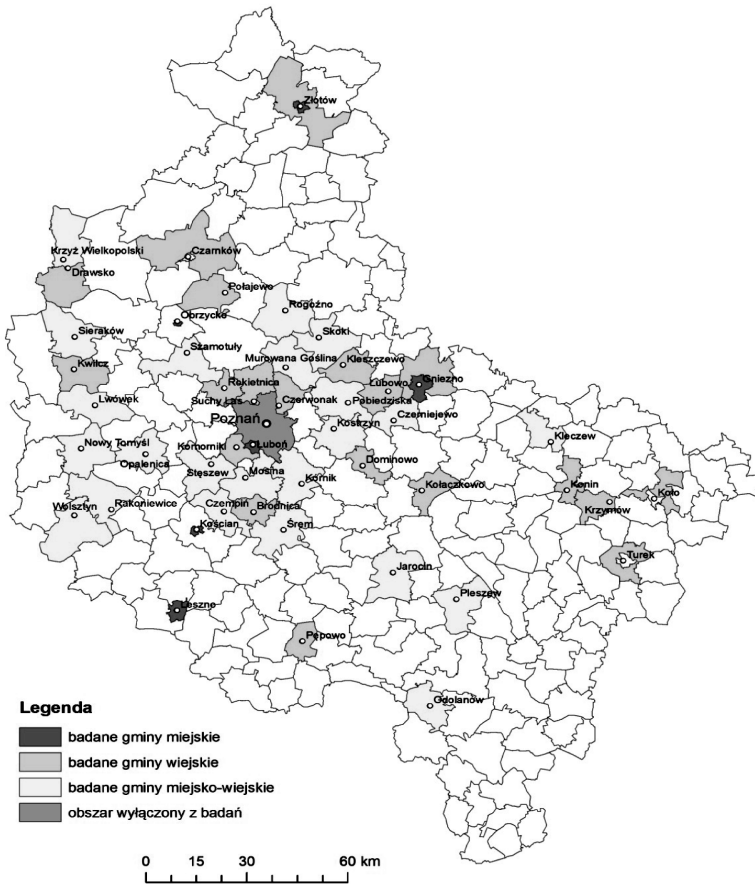 Złotów
Krzyż Wielkopolski
Czarnków
Drawsko
Połajewo
Rogoźno
Obrzycko
Sieraków
Skoki
Szamotuły
Murowana Goślina
Kleszczewo
Kwilcz
Rokietnica
Łubowo
Gniezno
Lwówek
Suchy Las
Czerwonak
Pobiedziska
Czerniejewo
Poznań
Kostrzyn
Nowy Tomyśl
Komorniki
Luboń
Kleczew
Opalenica
Dominowo
Stęszew
Mosina
Kórnik
Kołaczkowo
Konin
Koło
Wolsztyn
Rakoniewice
Czempiń
Brodnica
Krzymów
Kościan
Śrem
Turek
Jarocin
Pleszew
Leszno
Pępowo
Odolanów
Legenda
badane gminy miejskie
badane gminy wiejskie
badane gminy miejsko-wiejskie
obszar wyłączony z badań
0 30 60 km